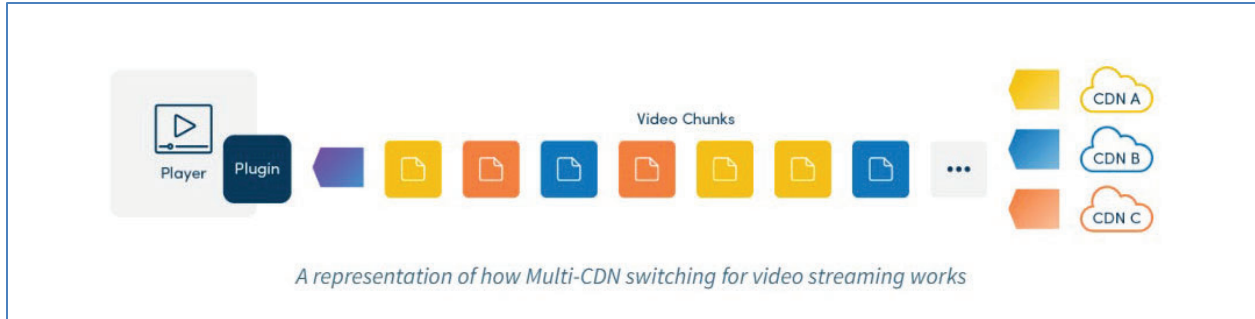 Player
Plugin
Video Chunks
•••
CDN A
CDN B
CDN C
A representation of how Multi-CDN switching for video streaming works